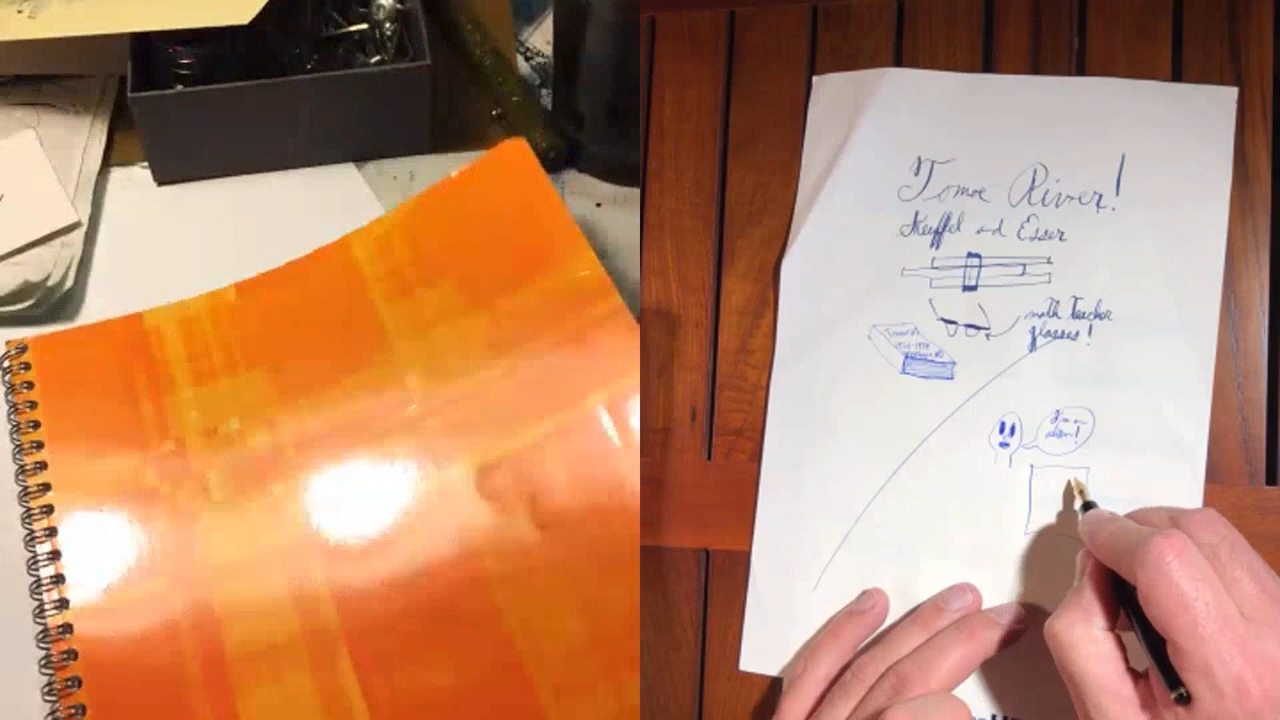 Tomoe River!
Keuffel and Esser
math teacher
glasses!
I'm an
alien!